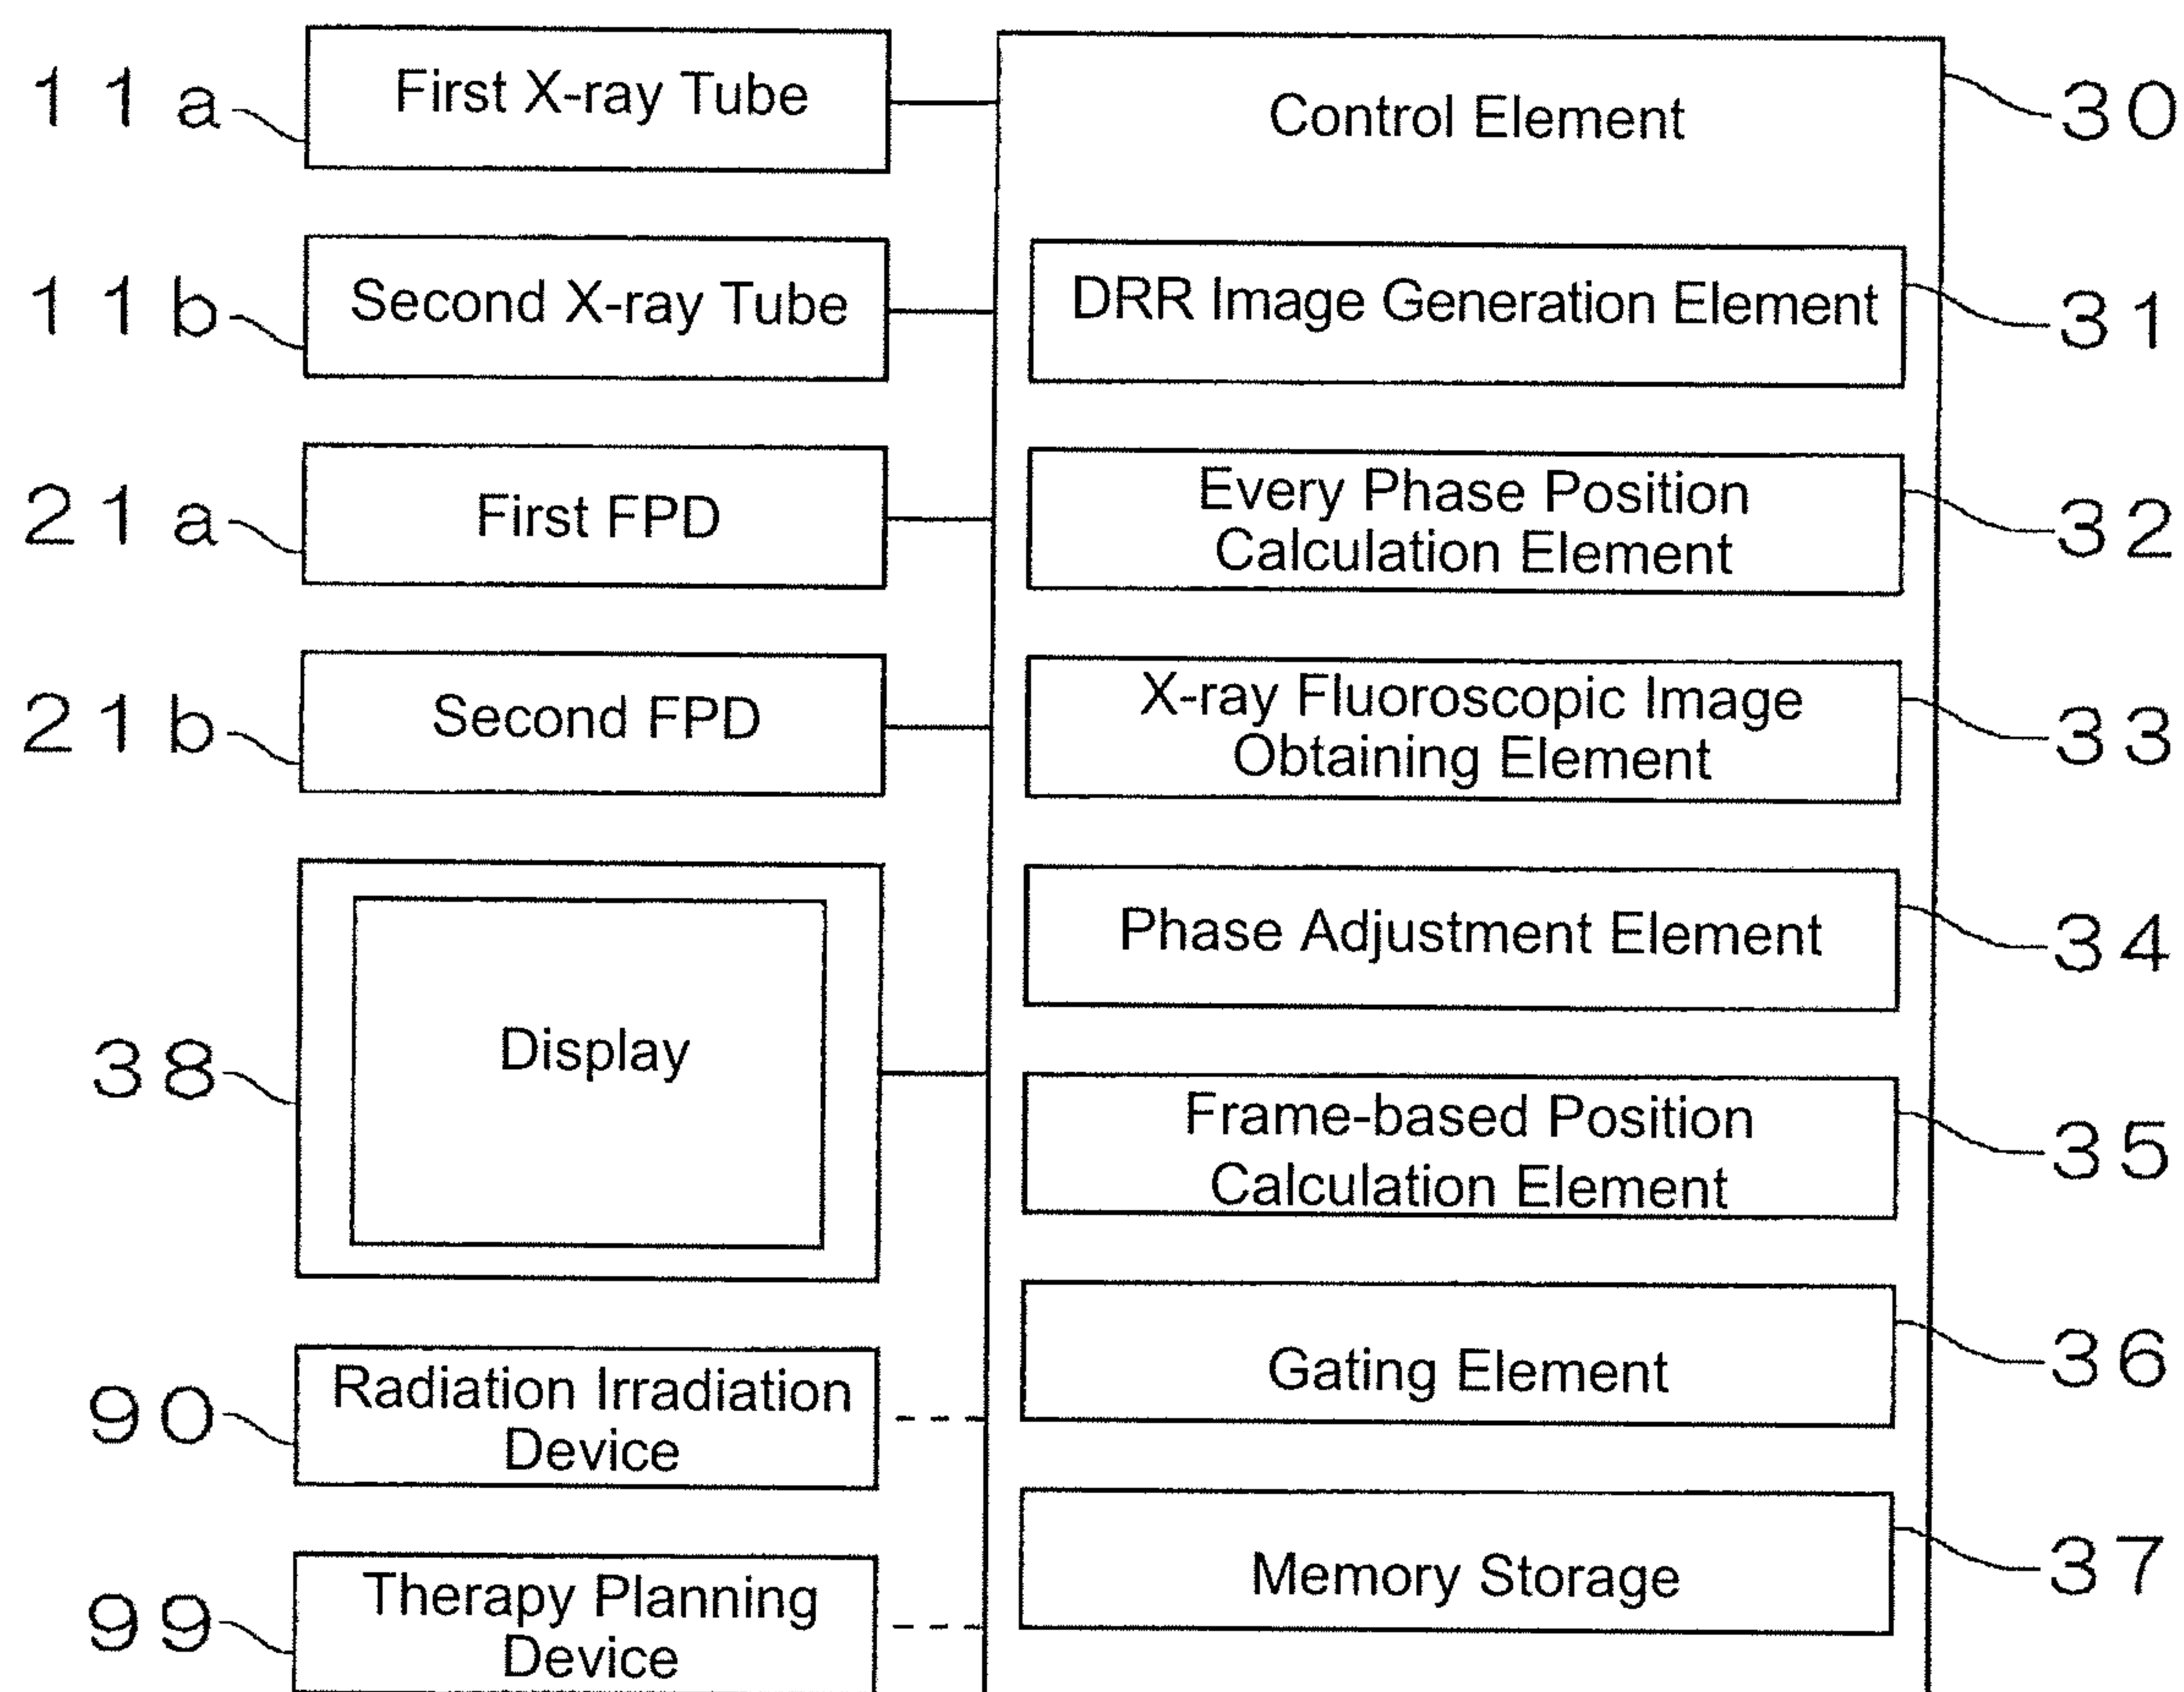 11a
First X-ray Tube
Control Element
30
11b
Second X-ray Tube
DRR Image Generation Element
31
21a
First FPD
Every Phase Position
Calculation Element
32
21b
Second FPD
X-ray Fluoroscopic Image
Obtaining Element
33
38
Display
Phase Adjustment Element
34
Frame-based Position
Calculation Element
35
90
Radiation Irradiation
Device
Gating Element
36
99
Therapy Planning
Device
Memory Storage
37